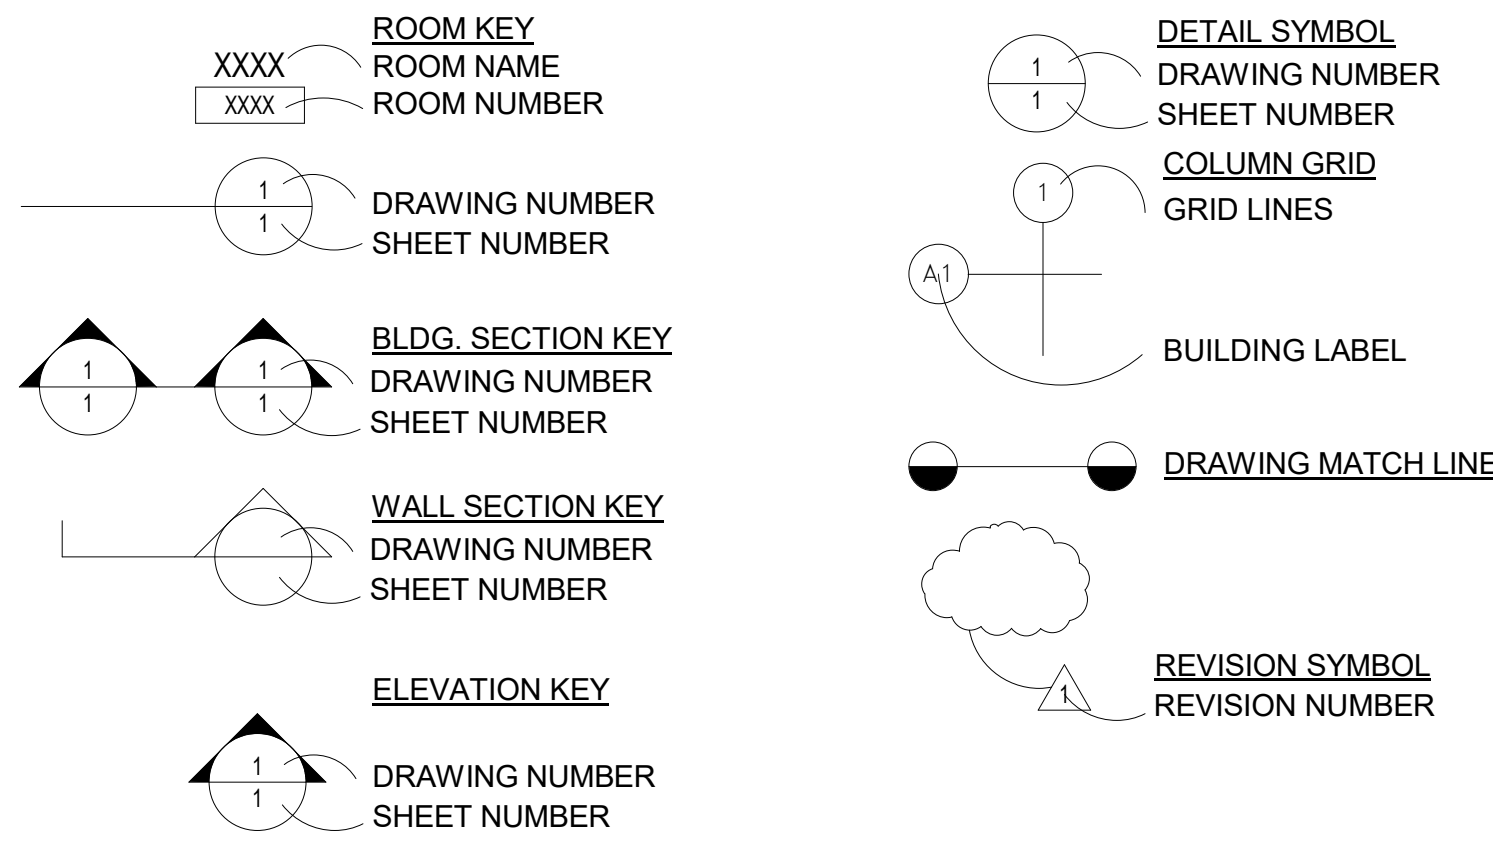 ROOM KEY
XXXX
ROOM NAME
XXXX
ROOM NUMBER
1
DRAWING NUMBER
1
SHEET NUMBER
BLDG. SECTION KEY
1
1
DRAWING NUMBER
1
1
SHEET NUMBER
WALL SECTION KEY
DRAWING NUMBER
SHEET NUMBER
ELEVATION KEY
1
DRAWING NUMBER
1
SHEET NUMBER
DETAIL SYMBOL
1
DRAWING NUMBER
1
SHEET NUMBER
COLUMN GRID
1
GRID LINES
A1
BUILDING LABEL
DRAWING MATCH LINE
REVISION SYMBOL
1
REVISION NUMBER